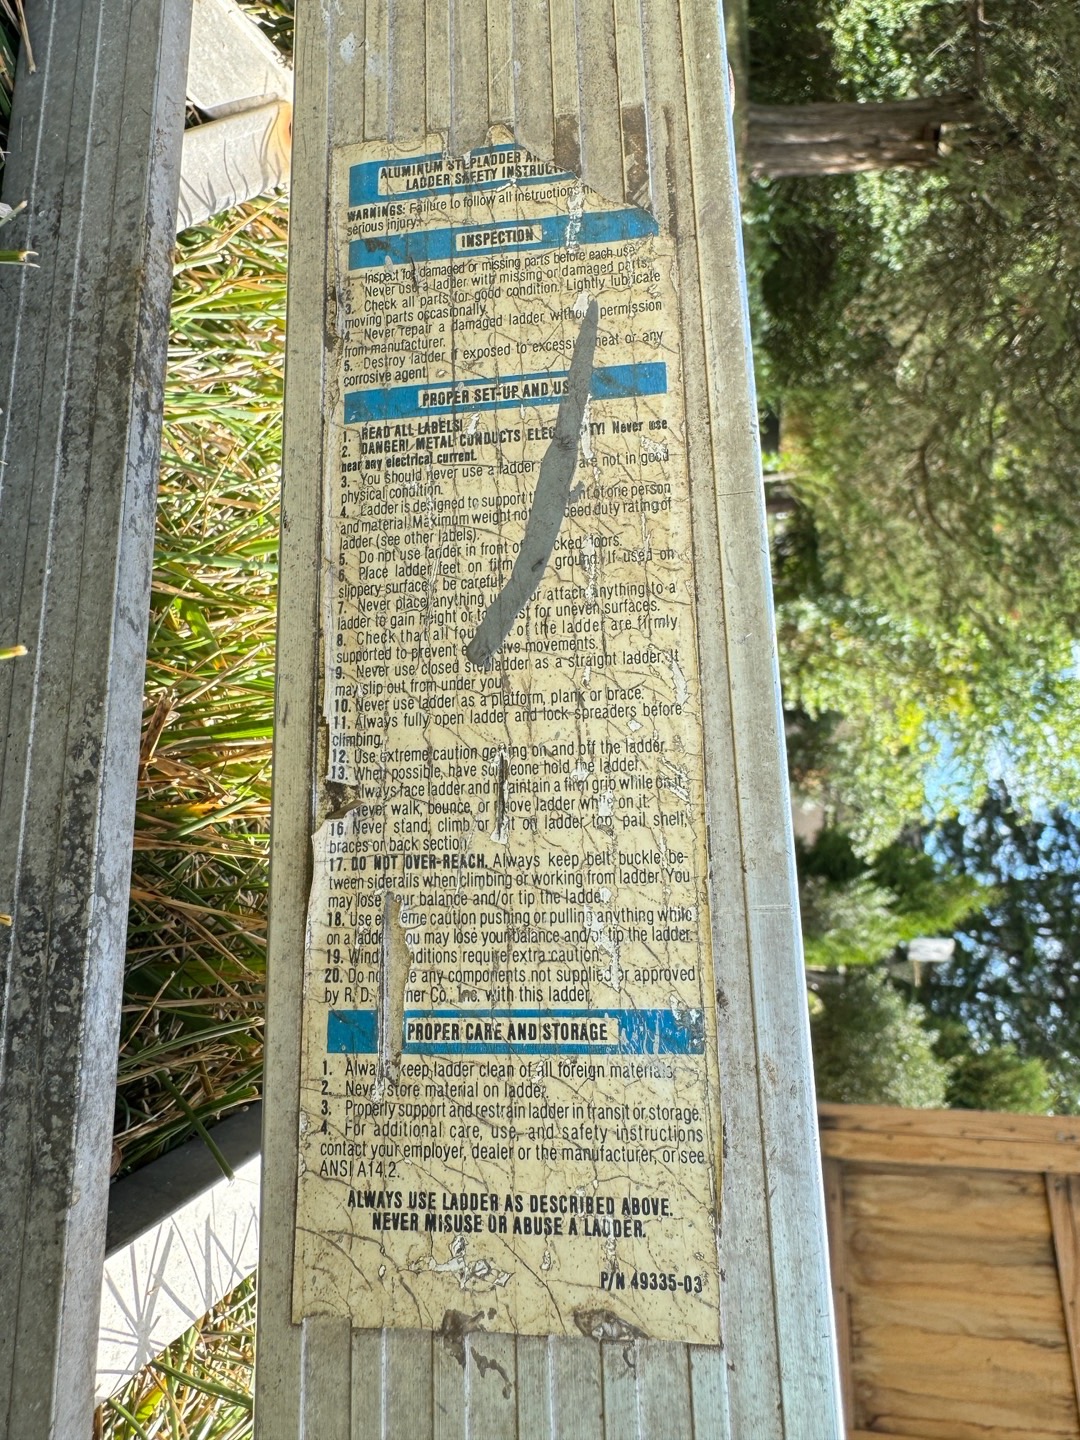 ALUMINUM STEPLADDER
LADDER SAFETY
WARNINGS: Failure to follow all
serious injury.
INSPECTION
1. Inspect for damaged or missing parts before each use.
2. Never use a ladder with missing or damaged parts.
3. Check all parts for good condition. Lightly lubricate
moving parts occasionally.
4. Never repair a damaged ladder without permission
from manufacturer.
5. Destroy ladder if exposed to heat or any
corrosive agent.
PROPER SET-UP AND
1. READ ALL LABELS!
2. DANGER! METAL CONDUCTS Never use
near any electrical current.
3. You should never use a ladder are not in good
physical condition.
4. Ladder is designed to support of one person
and material. Maximum weight not duty rating of
ladder (see other labels).
5. Do not use ladder in front of
6. Place ladder feet on firm ground. If used on
slippery surface, be careful.
7. Never place anything or attach anything to a
ladder to gain height or to for uneven surfaces.
8. Check that all of the ladder are firmly
supported to prevent movements.
9. Never use closed stepladder as a straight ladder. It
may slip out from under you.
10. Never use ladder as a platform, plank or brace.
11. Always fully open ladder and lock spreaders before
climbing.
12. Use extreme caution getting on and off the ladder.
13. When possible, have someone hold the ladder.
Always face ladder and maintain a firm grip while on it.
Never walk, bounce, or move ladder while on it.
16. Never stand, climb or on ladder top, pail shelf,
braces or back section.
17. DO NOT OVER-REACH. Always keep belt buckle be-
tween siderails when climbing or working from ladder. You
may lose your balance and/or tip the ladder.
18. Use extreme caution pushing or pulling anything while
on a ladder. You may lose your balance and/or tip the ladder.
19. Wind conditions require extra caution.
20. Do not any components not supplied or approved
by R. D. Co., Inc. with this ladder.
PROPER CARE AND STORAGE
1. Always keep ladder clean of all foreign materials.
2. Never store material on ladder.
3. Properly support and restrain ladder in transit or storage.
4. For additional care, use, and safety instructions
contact your employer, dealer or the manufacturer, or see
ANSI A14.2.
ALWAYS USE LADDER AS DESCRIBED ABOVE.
NEVER MISUSE OR ABUSE A LADDER.
P/N 49335-03